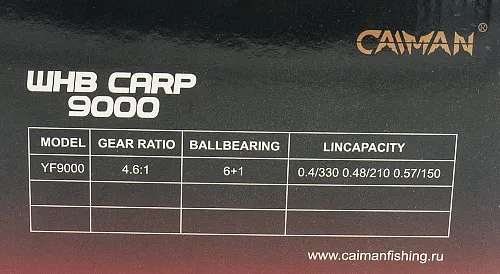 CAIMAN®
WHB CARP
9000
MODEL GEAR RATIO BALLBEARING LINCAPACITY
YF9000 4.6:1 6+1 0.4/330 0.48/210 0.57/150
www.caimanfishing.ru